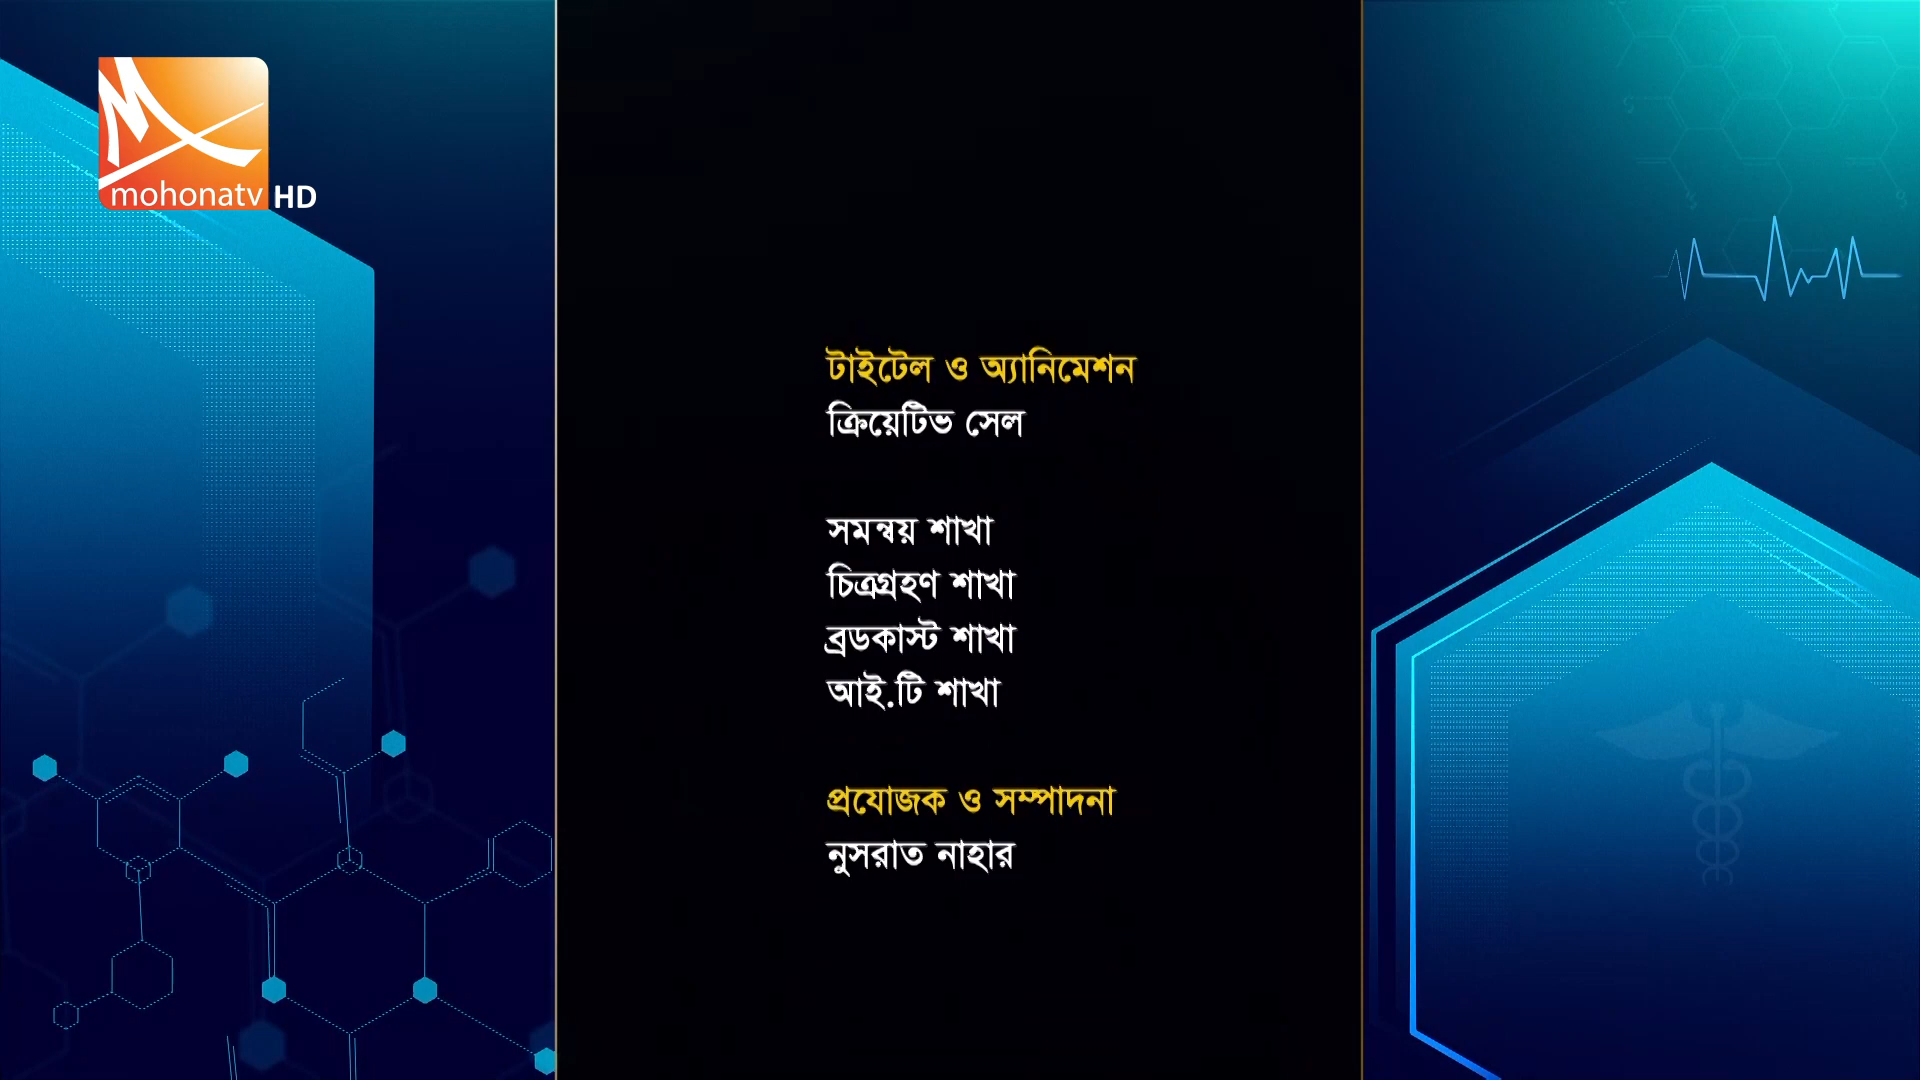 mohonatv HD
টাইটেল ও অ্যানিমেশন
ক্রিয়েটিভ সেল
সমন্বয় শাখা
চিত্রগ্রহণ শাখা
ব্রডকাস্ট শাখা
আই.টি শাখা
প্রযোজক ও সম্পাদনা
নুসরাত নাহার